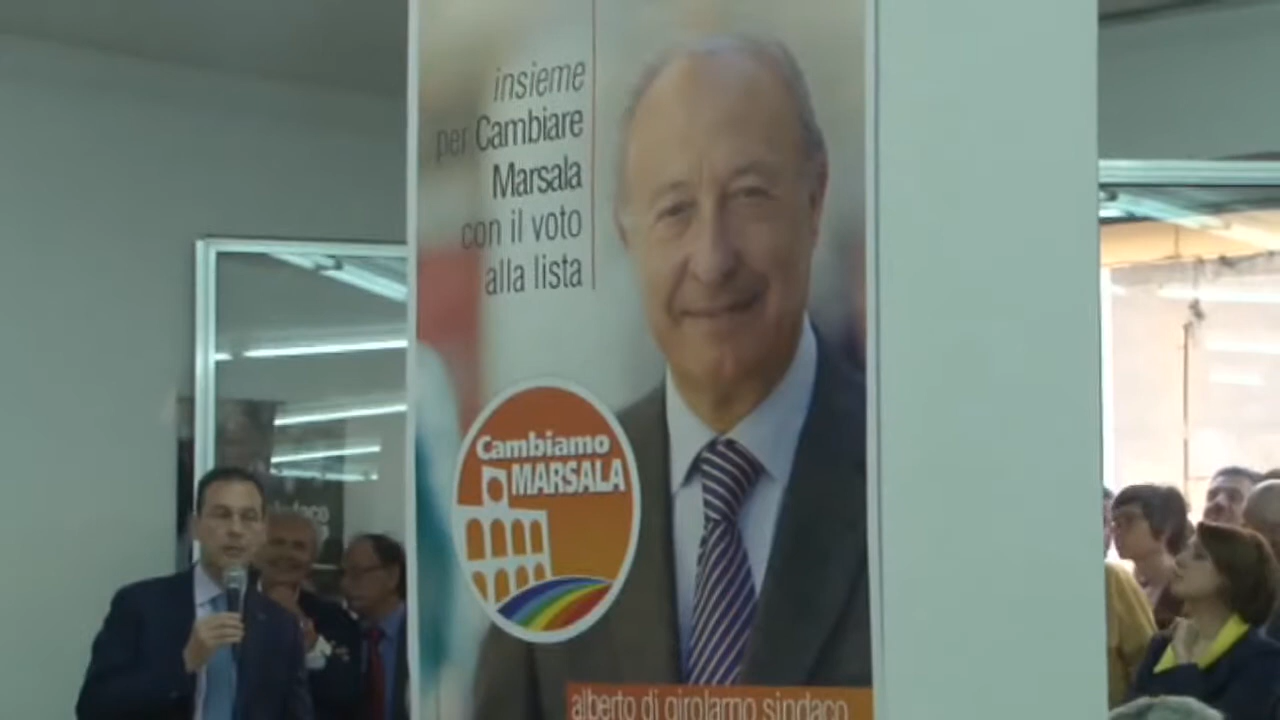 insieme
per Cambiare
Marsala
con il voto
alla lista
Cambiamo
MARSALA
alberto di girolamo sindaco